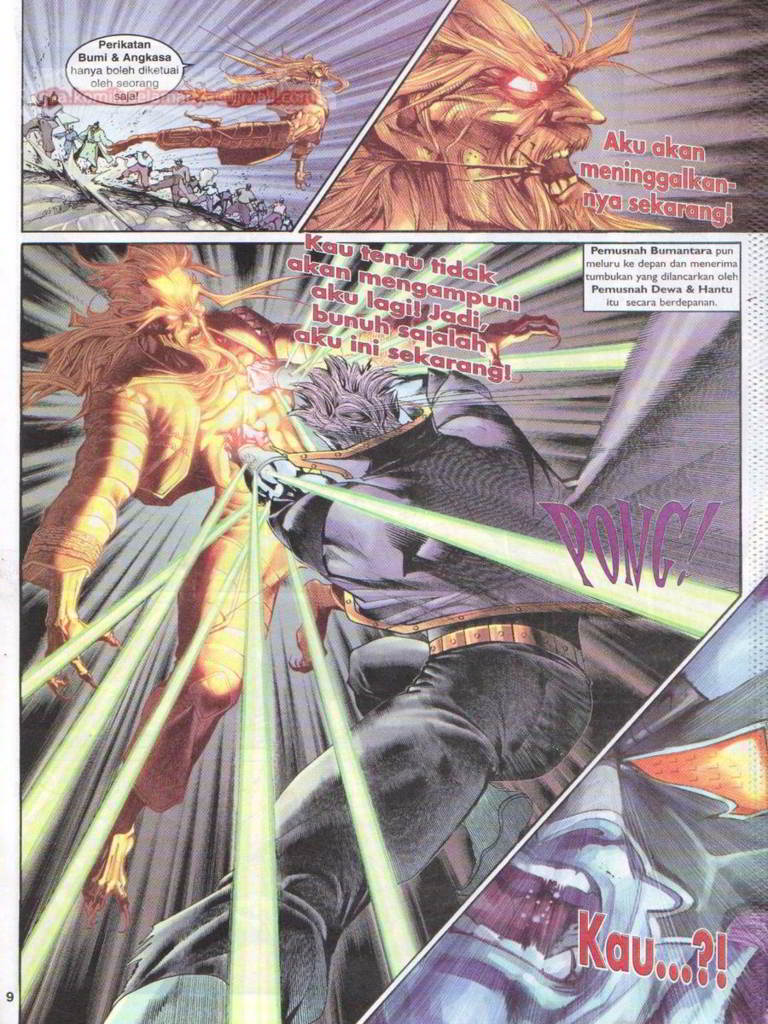 Perikatan
Bumi & Angkasa
hanya boleh diketuai
oleh seorang
saja!
Aku akan
meninggalkan-
nya sekarang!
Kau tentu tidak
akan mengampuni
aku lagi! Jadi,
bunuh sajalah
aku ini sekarang!
Pemusnah Bumantara pun
meluru ke depan dan menerima
tumbukan yang dilancarkan oleh
Pemusnah Dewa & Hantu
itu secara berdepanan.
PONG!
Kau...?!
9